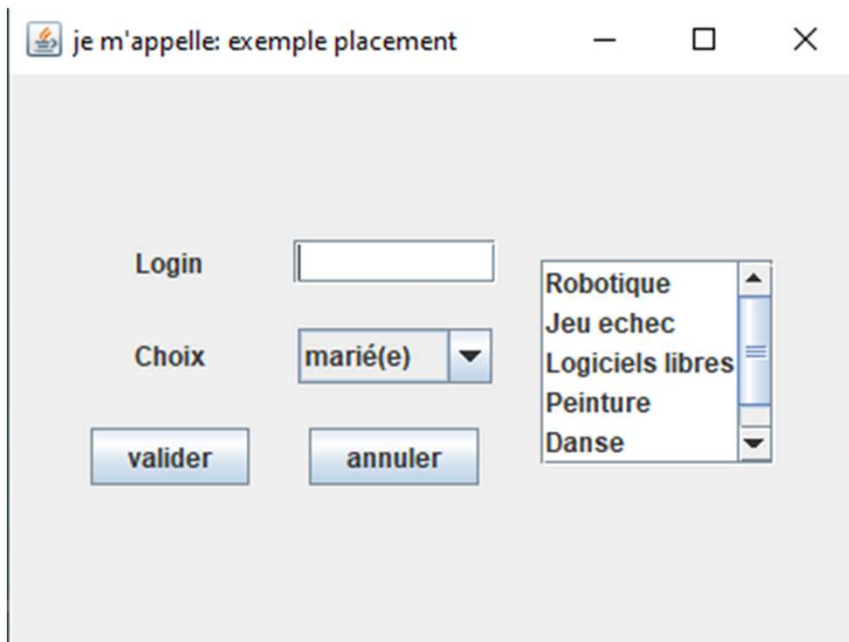 je m'appelle: exemple placement
Login
Choix
marié(e)
valider
annuler
Robotique
Jeu echec
Logiciels libres
Peinture
Danse